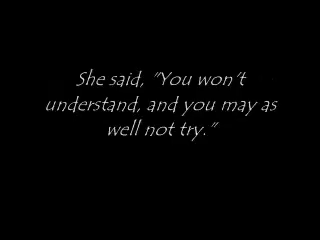 She said, "You won't
understand, and you may as
well not try."